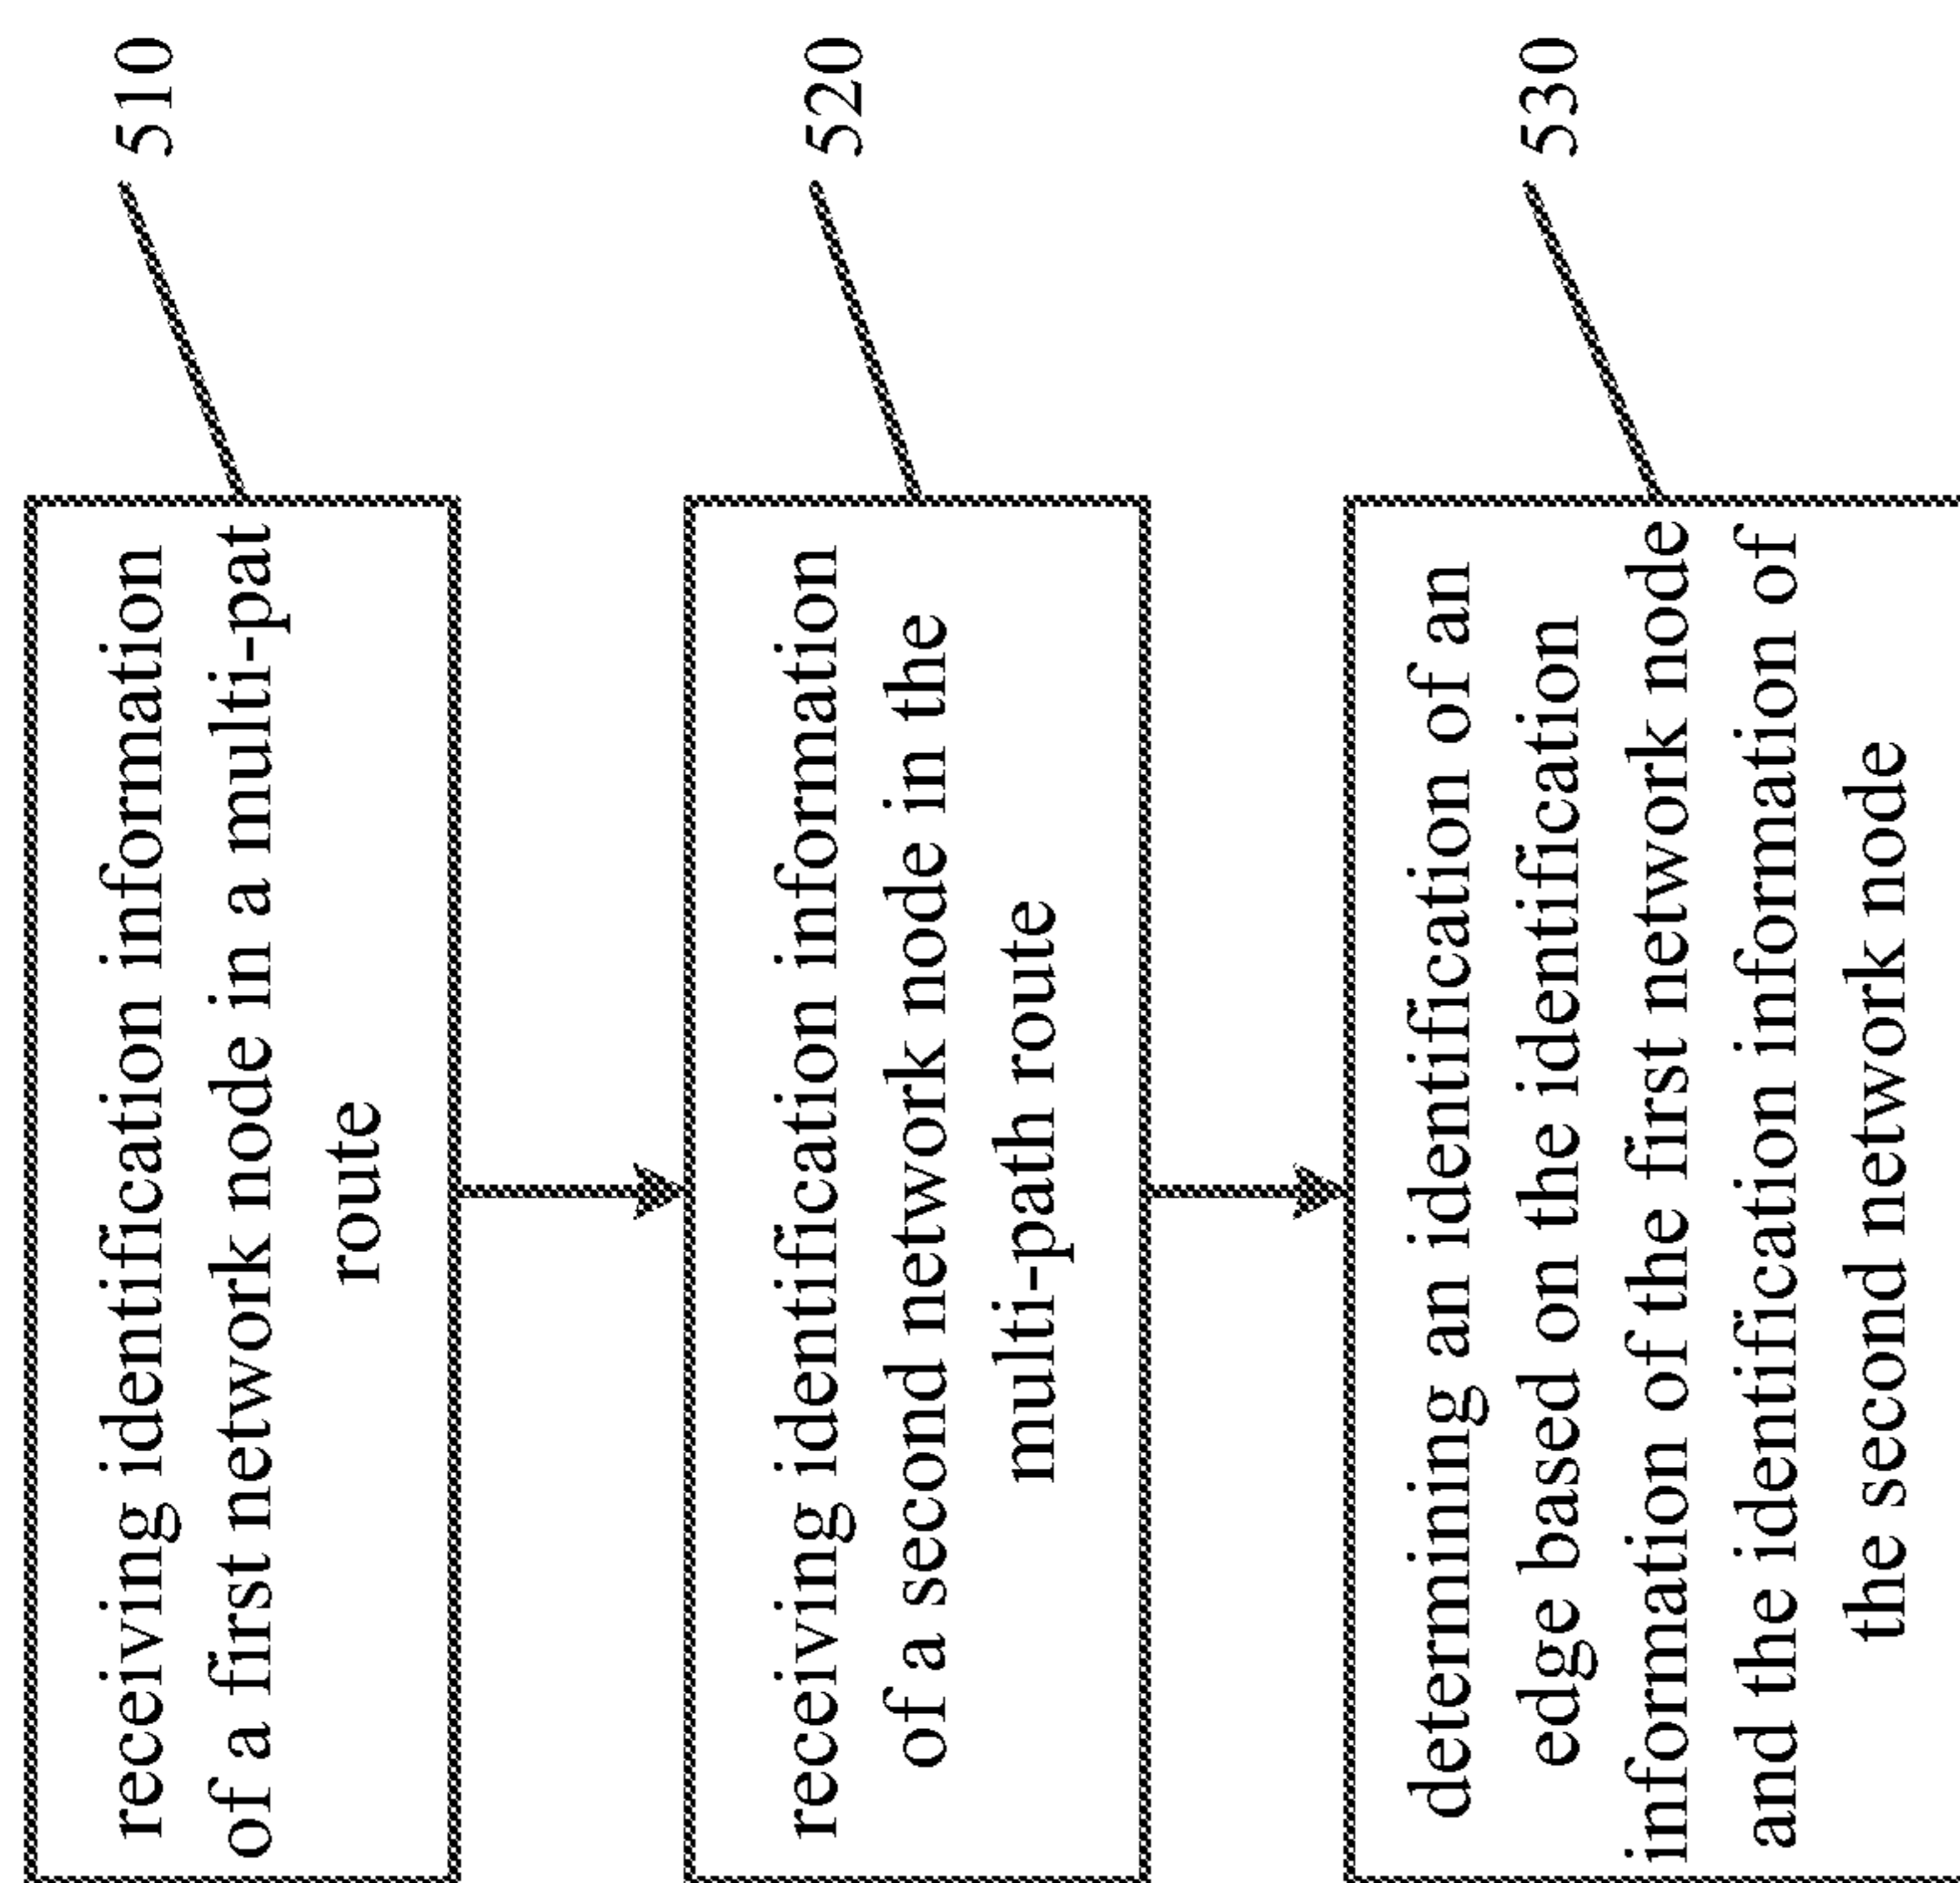 receiving identification information
of a first network node in a multi-pat
route
510
receiving identification information
of a second network node in the
multi-path route
520
determining an identification of an
edge based on the identification
information of the first network node
and the identification information of
the second network node
530